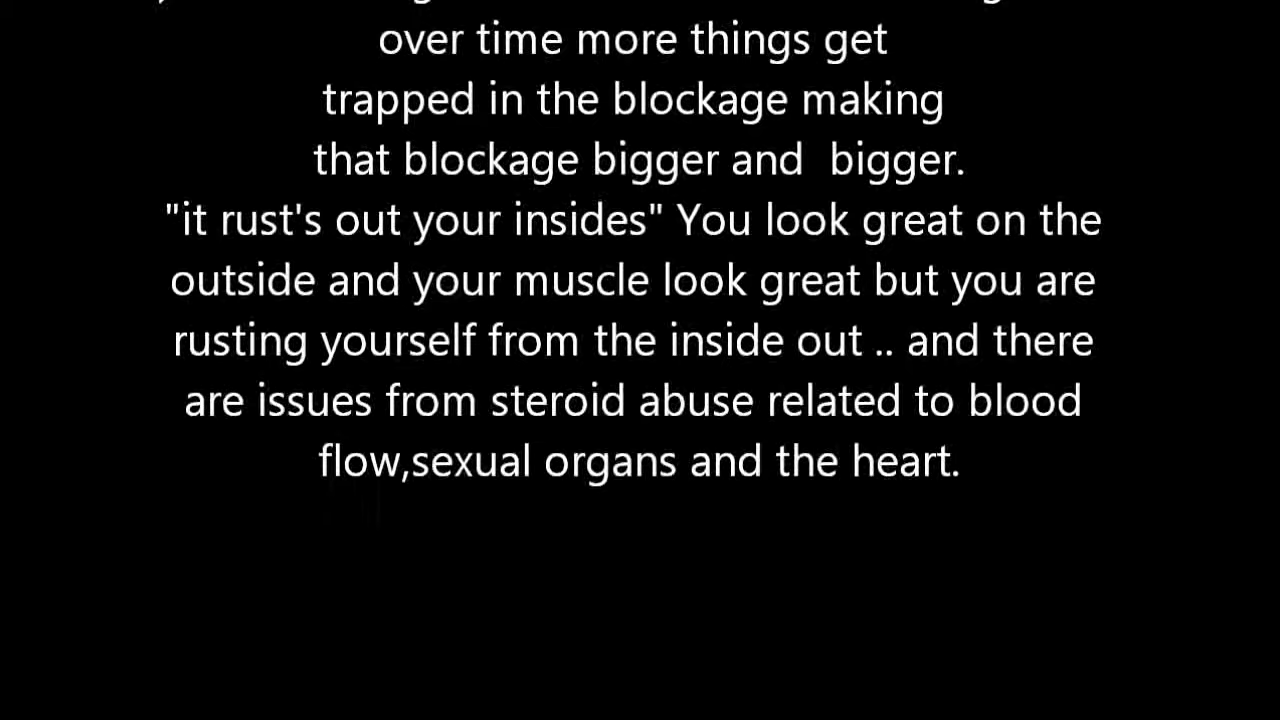 over time more things get
trapped in the blockage making
that blockage bigger and  bigger.
"it rust's out your insides" You look great on the
outside and your muscle look great but you are
rusting yourself from the inside out .. and there
are issues from steroid abuse related to blood
flow,sexual organs and the heart.